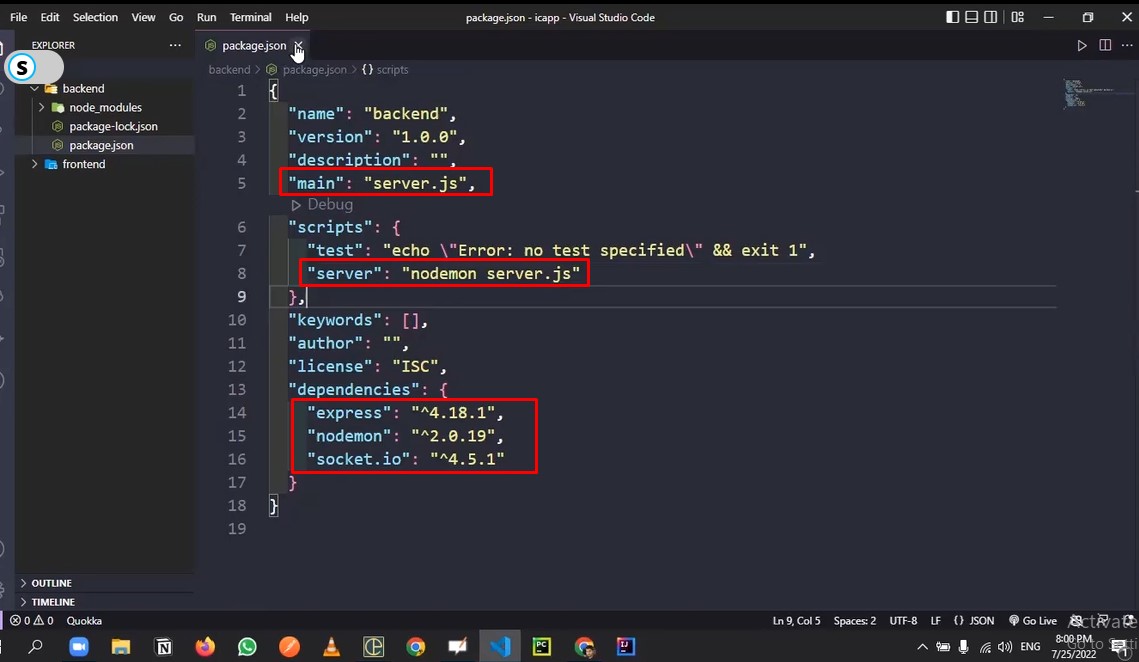 File Edit Selection View Go Run Terminal Help
package.json - icapp - Visual Studio Code
EXPLORER
S
backend
node_modules
package-lock.json
package.json
frontend
OUTLINE
TIMELINE
package.json
backend > package.json > {} scripts
1 {
2 "name": "backend",
3 "version": "1.0.0",
4 "description": "",
5 "main": "server.js",
Debug
6 "scripts": {
7 "test": "echo \"Error: no test specified\" && exit 1",
8 "server": "nodemon server.js"
9 },
10 "keywords": [],
11 "author": "",
12 "license": "ISC",
13 "dependencies": {
14 "express": "^4.18.1",
15 "nodemon": "^2.0.19",
16 "socket.io": "^4.5.1"
17 }
18 }
19
0 0 Quokka
Ln 9, Col 5 Spaces: 2 UTF-8 LF {} JSON Go Live
Activate
Go to Setti
ENG
8:00 PM
7/25/2022